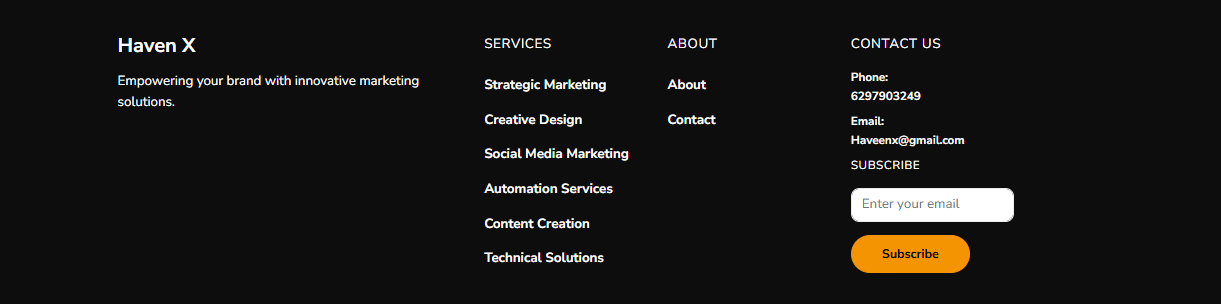 Haven X
Empowering your brand with innovative marketing
solutions.
SERVICES
Strategic Marketing
Creative Design
Social Media Marketing
Automation Services
Content Creation
Technical Solutions
ABOUT
About
Contact
CONTACT US
Phone:
6297903249
Email:
Haveenx@gmail.com
SUBSCRIBE
Enter your email
Subscribe